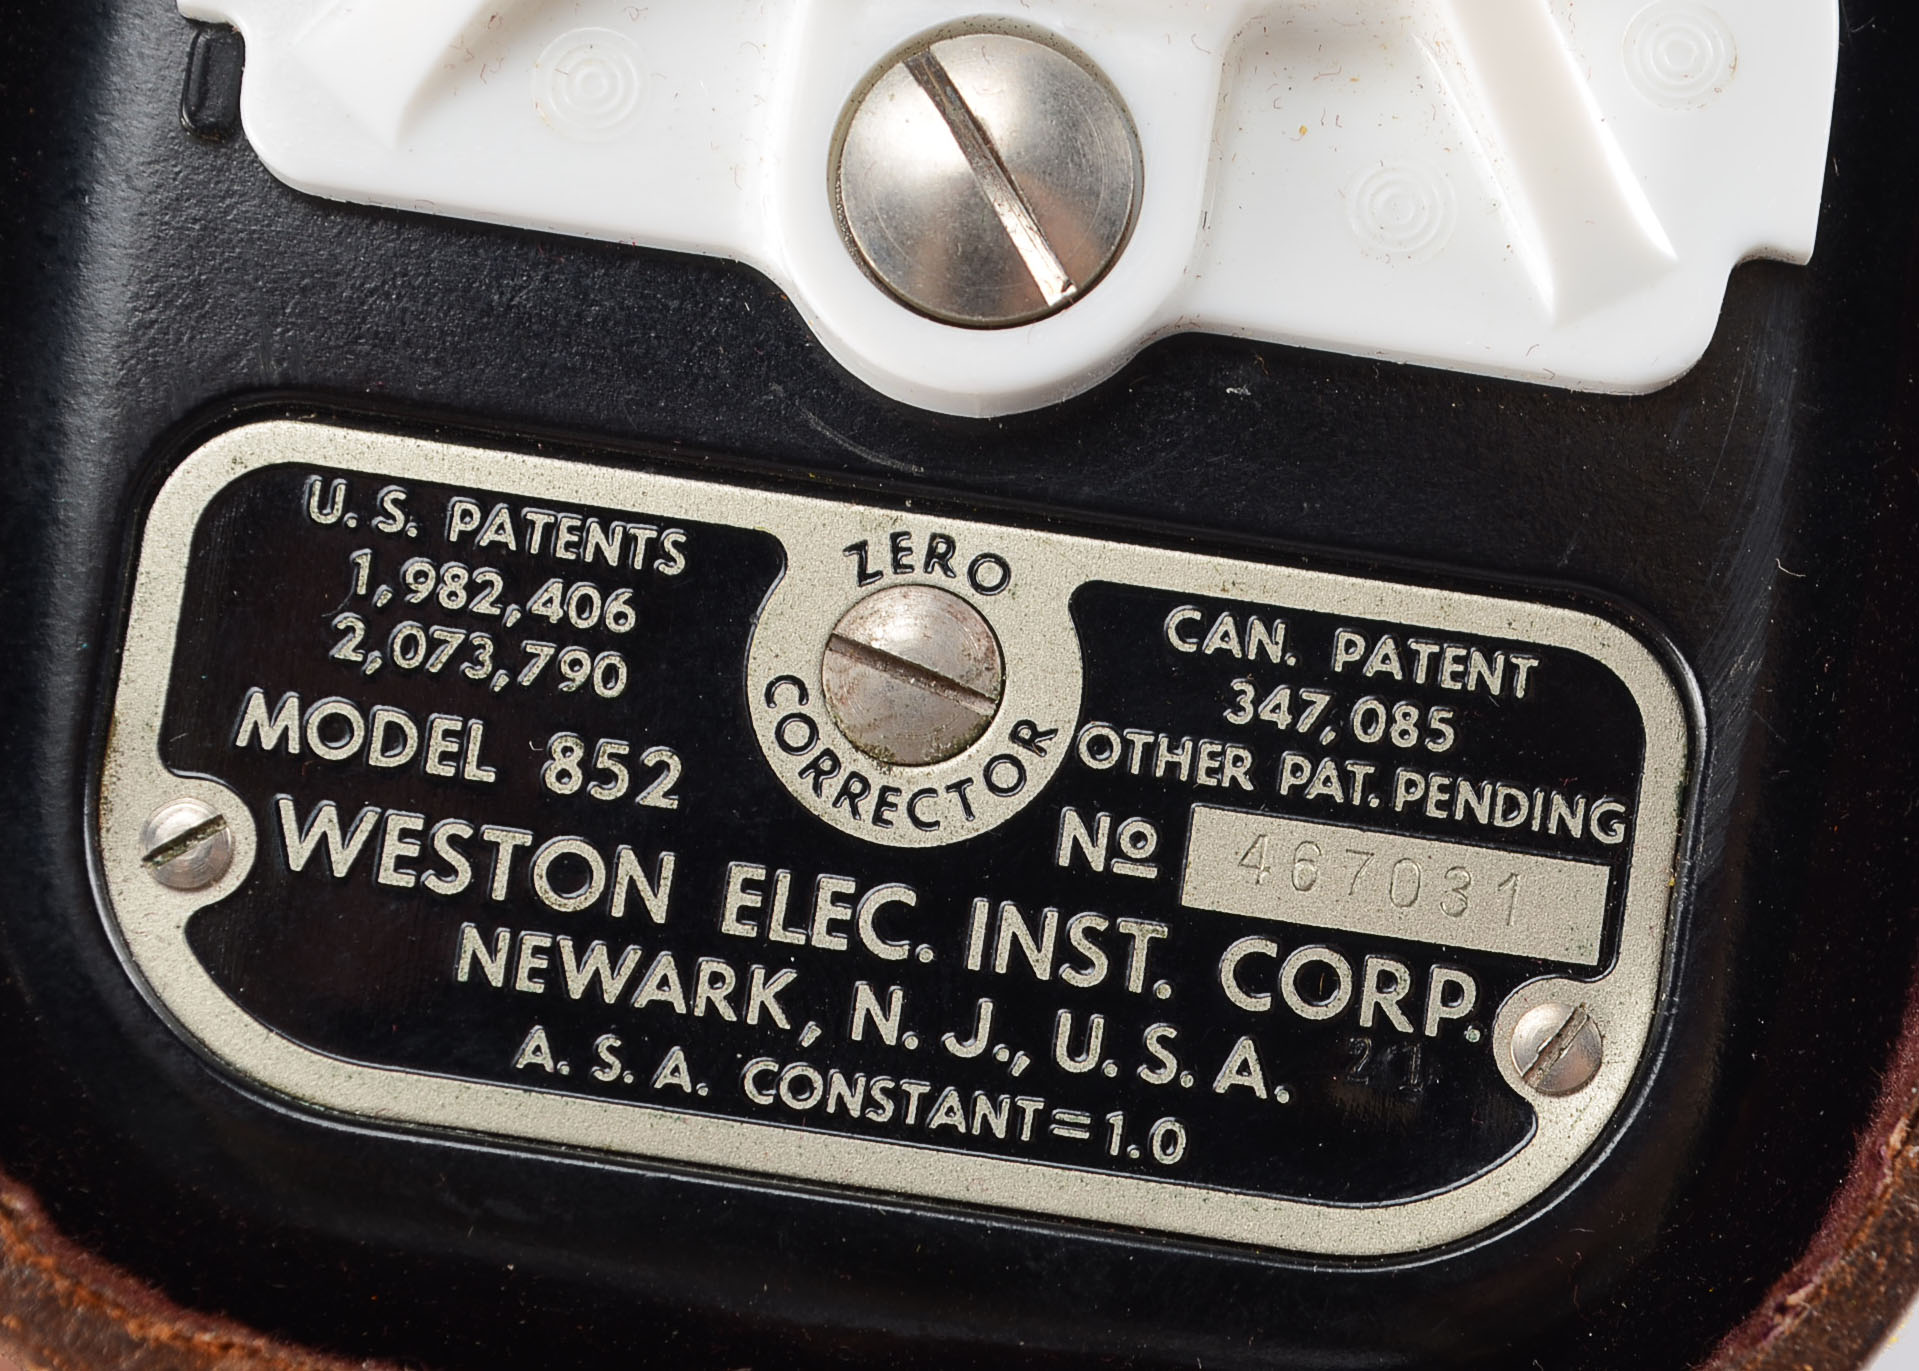 U. S. PATENTS
1,982,406
2,073,790
MODEL 852
ZERO
CORRECTOR
CAN. PATENT
347,085
OTHER PAT. PENDING
Nº 467031
WESTON ELEC. INST. CORP.
NEWARK, N. J., U. S. A.
21
A. S. A. CONSTANT=1.0